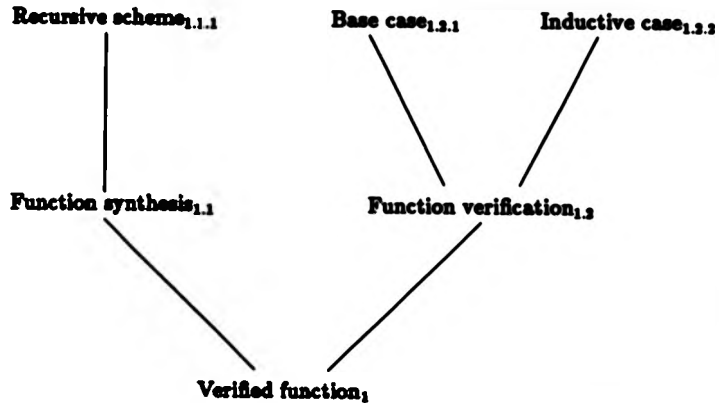 Recursive scheme1.1.1 Base case1.2.1 Inductive case1.2.2
Function synthesis1.1 Function verification1.2
Verified function1